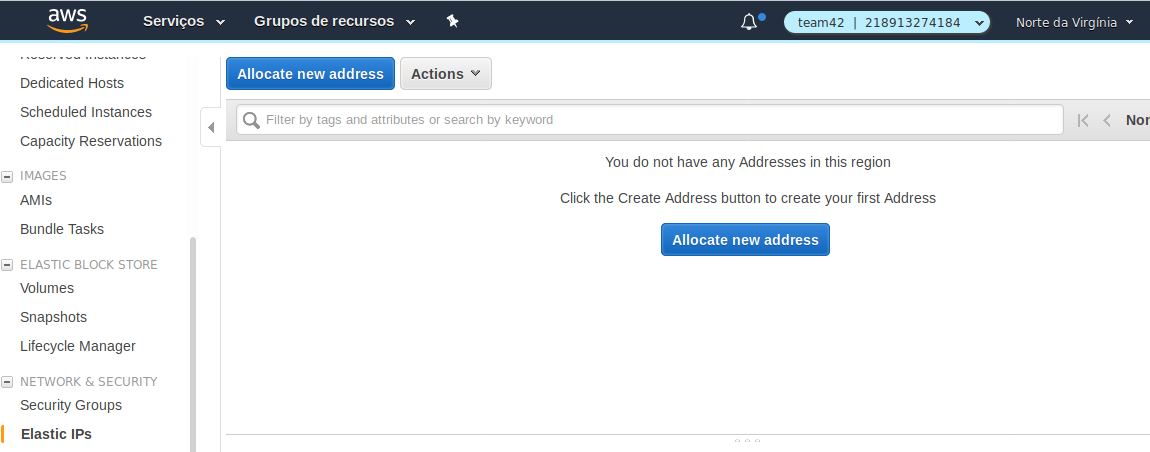 aws
Serviços
Grupos de recursos
team42 | 218913274184
Norte da Virgínia
Reserved Instances
Dedicated Hosts
Scheduled Instances
Capacity Reservations
IMAGES
AMIs
Bundle Tasks
ELASTIC BLOCK STORE
Volumes
Snapshots
Lifecycle Manager
NETWORK & SECURITY
Security Groups
Elastic IPs
Allocate new address
Actions
Filter by tags and attributes or search by keyword
Non
You do not have any Addresses in this region
Click the Create Address button to create your first Address
Allocate new address